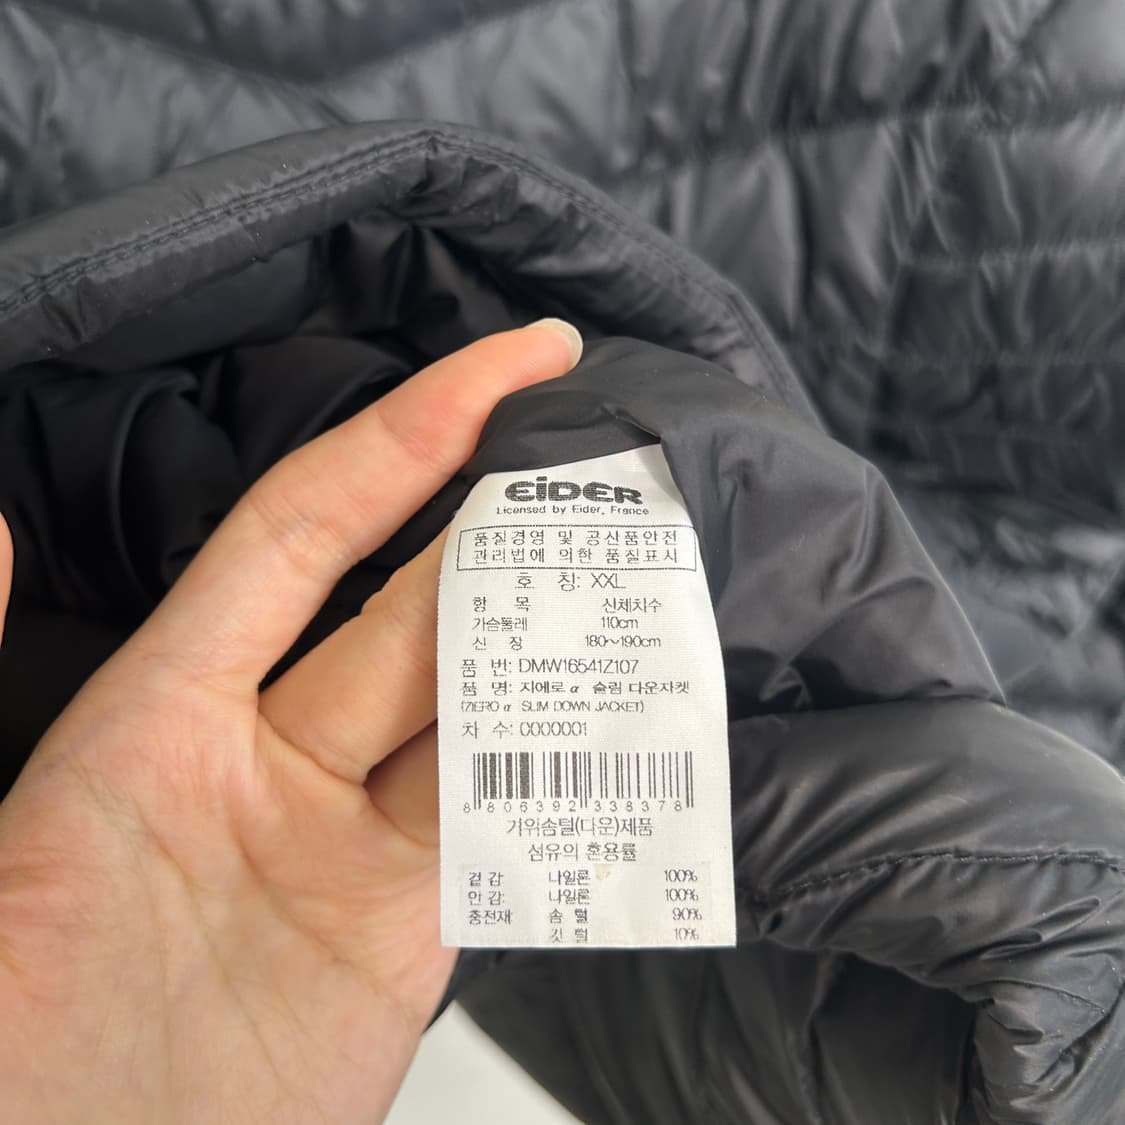 EiDER
Licensed by Eider, France
품질경영 및 공산품안전
관리법에 의한 품질표시
호 칭: XXL
항 목 신체치수
가슴둘레 110cm
신 장 180~190cm
품 번: DMW16541Z107
품 명: 지에로α 슬림 다운자켓
(ZIERO α SLIM DOWN JACKET)
차 수: 0000001
8 806392 338378
거위솜털(다운)제품
섬유의 혼용률
겉감 나일론 100%
안감: 나일론 100%
충전재 솜 털 90%
깃 털 10%